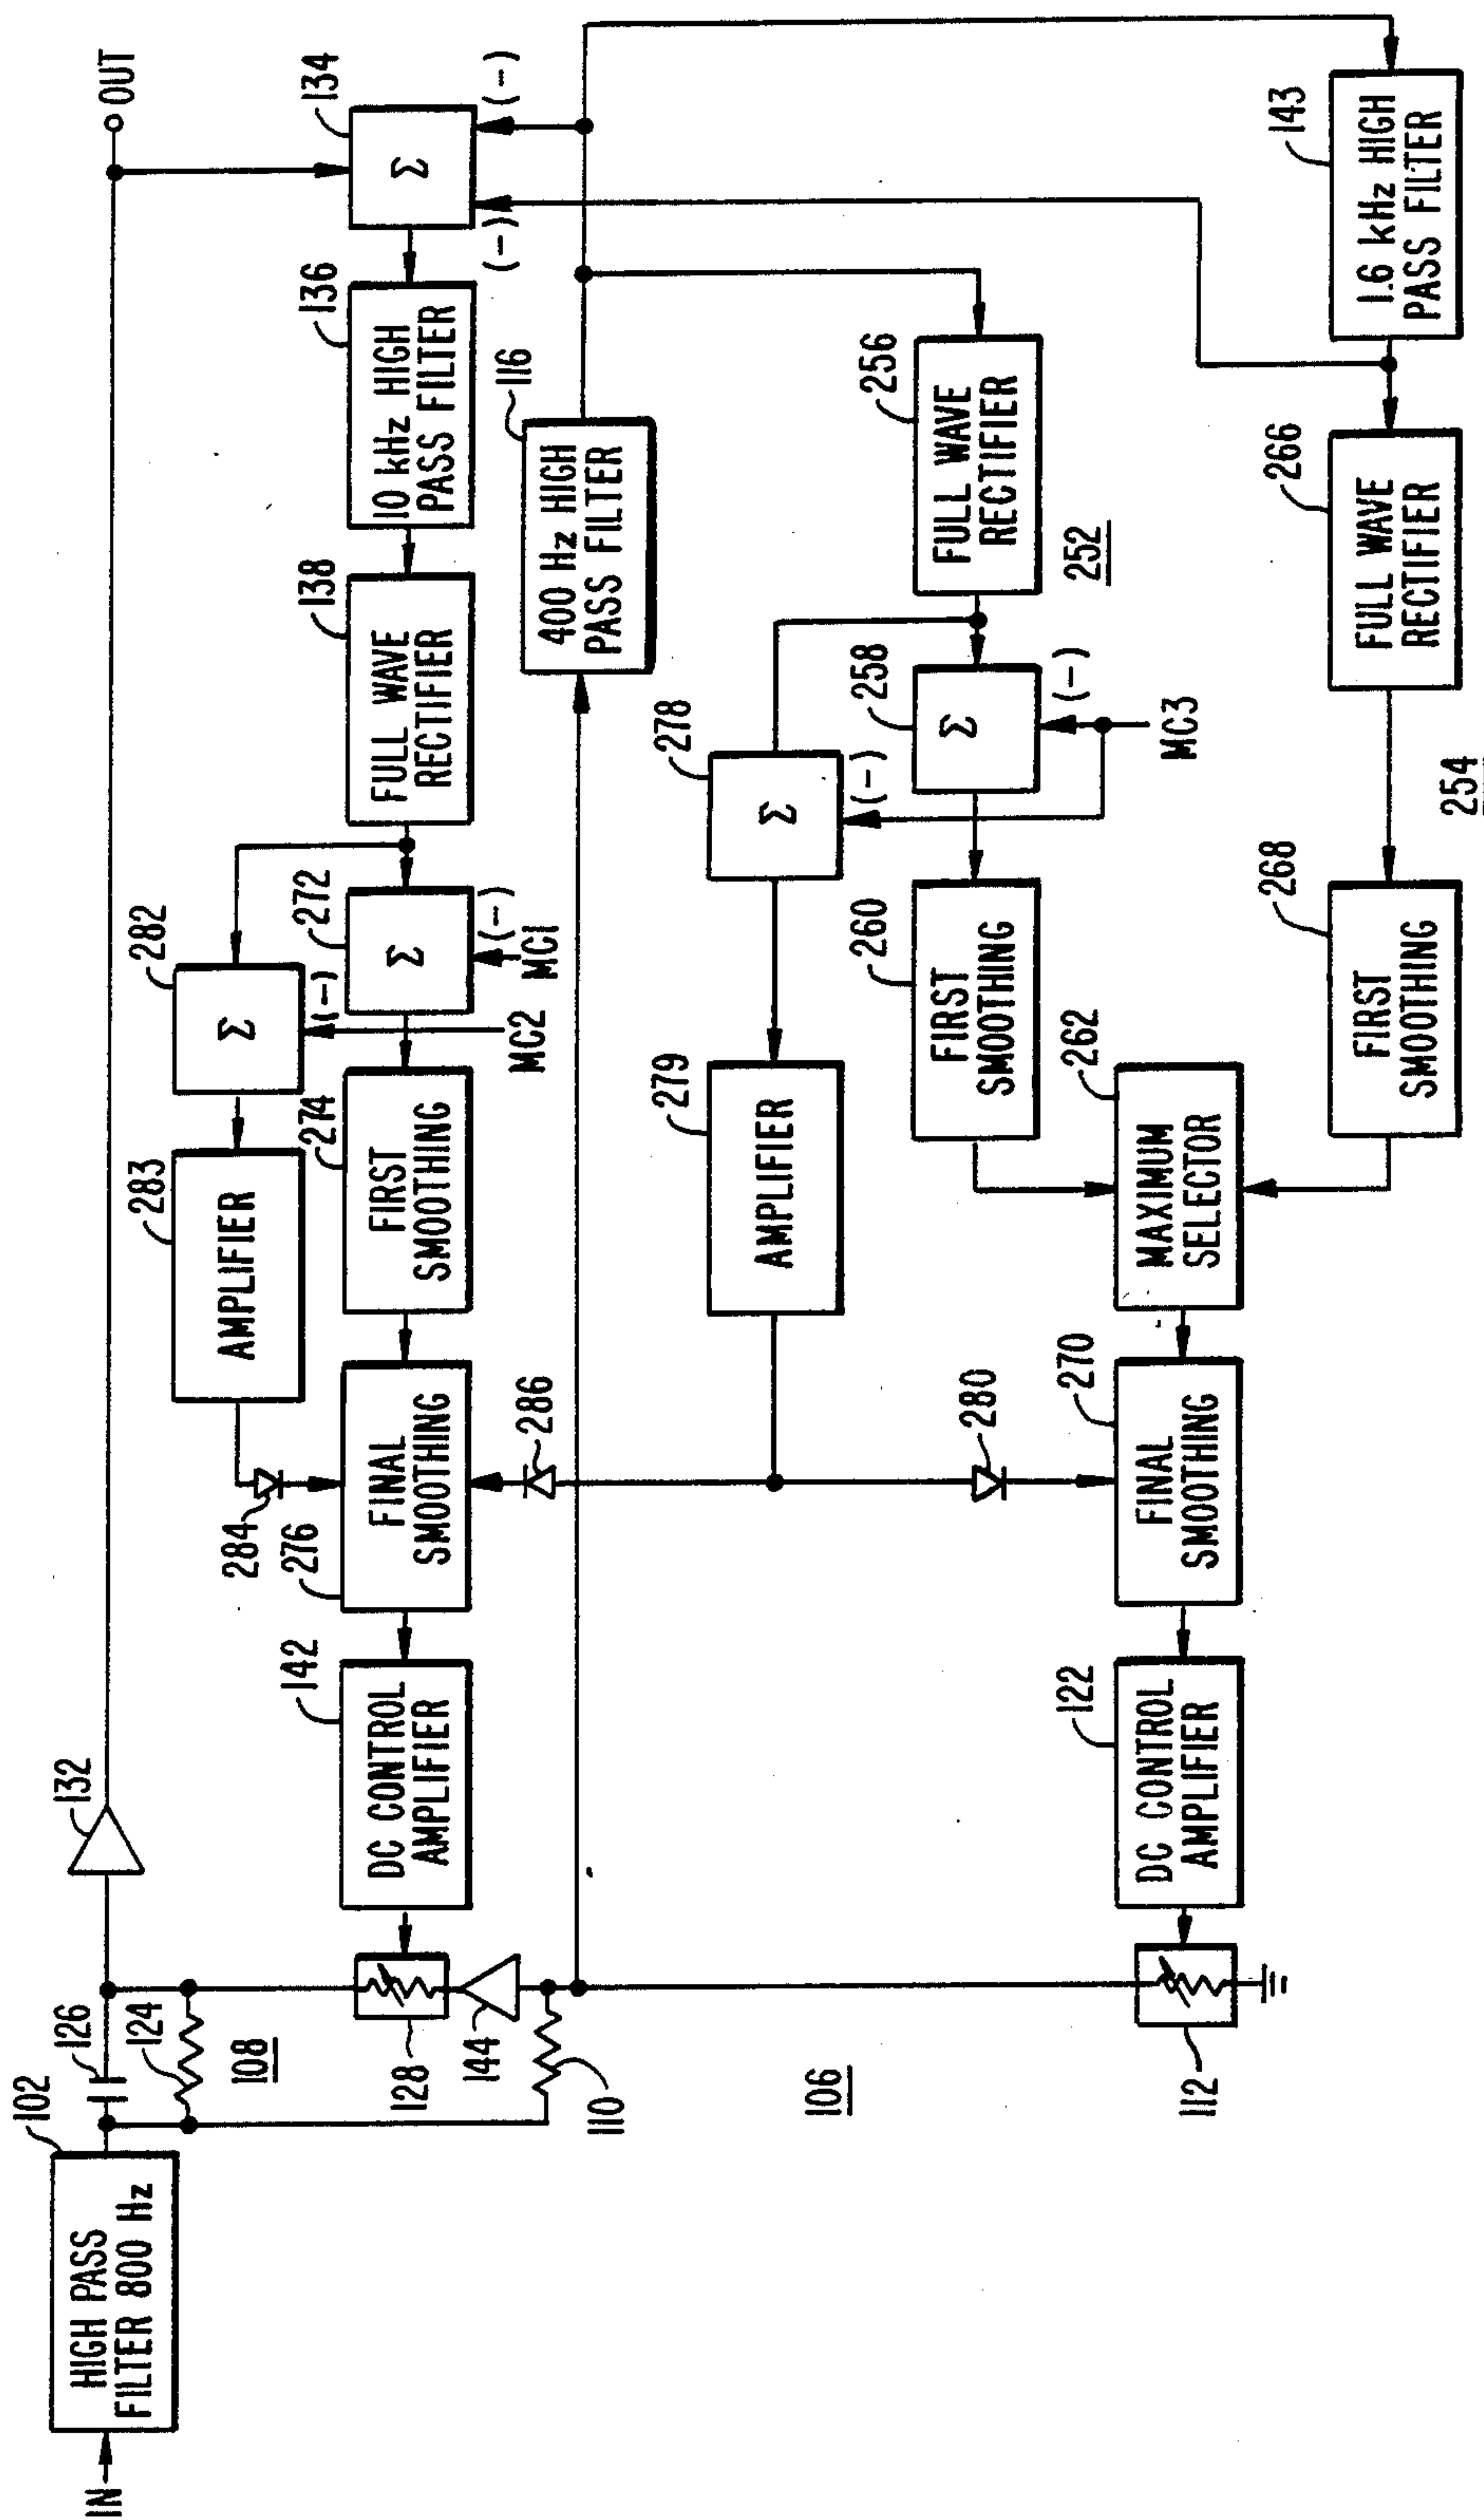 IN
HIGH PASS
FILTER 800 Hz
102
126
124
108
132
OUT
128
144
110
106
112
DC CONTROL
AMPLIFIER
142
FINAL
SMOOTHING
276
284
286
AMPLIFIER
283
FIRST
SMOOTHING
274
Σ
282
(-)
MC2
Σ
272
(-)
MC1
FULL WAVE
RECTIFIER
138
10 kHz HIGH
PASS FILTER
136
Σ
134
(-)
(-)
400 Hz HIGH
PASS FILTER
116
AMPLIFIER
279
Σ
278
(-)
280
FIRST
SMOOTHING
260
Σ
258
(-)
MC3
FULL WAVE
RECTIFIER
256
252
DC CONTROL
AMPLIFIER
122
FINAL
SMOOTHING
270
MAXIMUM
SELECTOR
262
FIRST
SMOOTHING
268
254
FULL WAVE
RECTIFIER
266
1.6 kHz HIGH
PASS FILTER
143